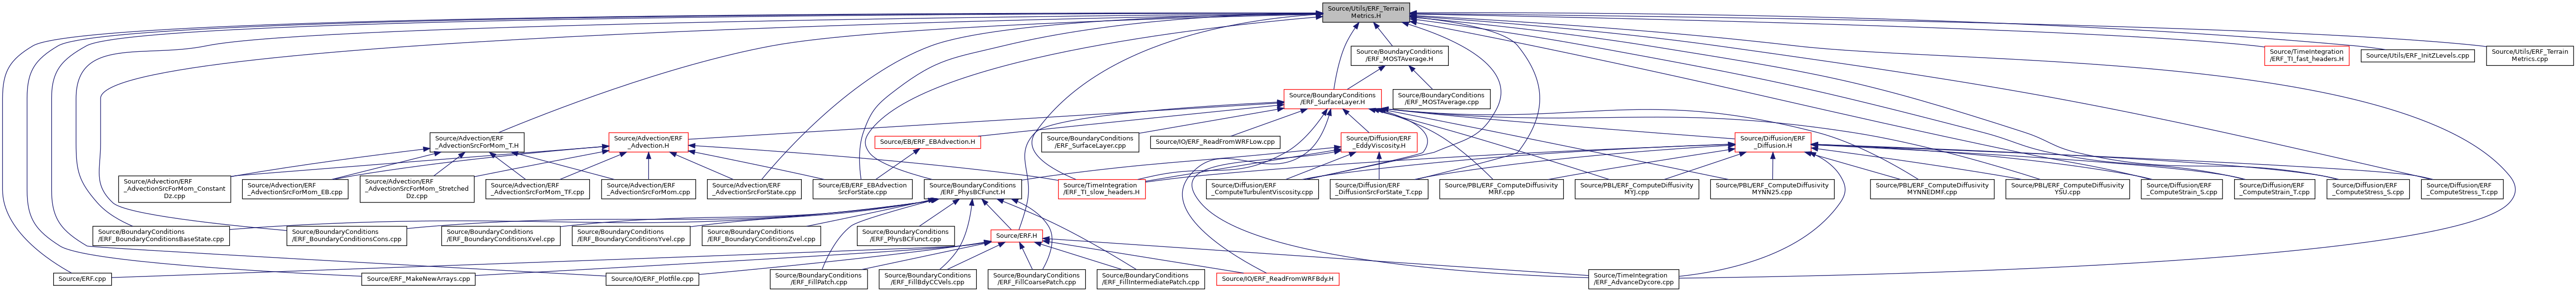 Source/Utils/ERF_Terrain
Metrics.H
Source/BoundaryConditions
/ERF_MOSTAverage.H
Source/TimeIntegration
/ERF_TI_fast_headers.H
Source/Utils/ERF_InitZLevels.cpp
Source/Utils/ERF_Terrain
Metrics.cpp
Source/BoundaryConditions
/ERF_SurfaceLayer.H
Source/BoundaryConditions
/ERF_MOSTAverage.cpp
Source/Advection/ERF
_AdvectionSrcForMom_T.H
Source/Advection/ERF
_Advection.H
Source/EB/ERF_EBAdvection.H
Source/BoundaryConditions
/ERF_SurfaceLayer.cpp
Source/IO/ERF_ReadFromWRFLow.cpp
Source/Diffusion/ERF
_EddyViscosity.H
Source/Diffusion/ERF
_Diffusion.H
Source/Advection/ERF
_AdvectionSrcForMom_Constant
Dz.cpp
Source/Advection/ERF
_AdvectionSrcForMom_EB.cpp
Source/Advection/ERF
_AdvectionSrcForMom_Stretched
Dz.cpp
Source/Advection/ERF
_AdvectionSrcForMom_TF.cpp
Source/Advection/ERF
_AdvectionSrcForMom.cpp
Source/Advection/ERF
_AdvectionSrcForState.cpp
Source/EB/ERF_EBAdvection
SrcForState.cpp
Source/BoundaryConditions
/ERF_PhysBCFunct.H
Source/TimeIntegration
/ERF_TI_slow_headers.H
Source/Diffusion/ERF
_ComputeTurbulentViscosity.cpp
Source/Diffusion/ERF
_DiffusionSrcForState_T.cpp
Source/PBL/ERF_ComputeDiffusivity
MRF.cpp
Source/PBL/ERF_ComputeDiffusivity
MYJ.cpp
Source/PBL/ERF_ComputeDiffusivity
MYNN25.cpp
Source/PBL/ERF_ComputeDiffusivity
MYNNEDMF.cpp
Source/PBL/ERF_ComputeDiffusivity
YSU.cpp
Source/Diffusion/ERF
_ComputeStrain_S.cpp
Source/Diffusion/ERF
_ComputeStrain_T.cpp
Source/Diffusion/ERF
_ComputeStress_S.cpp
Source/Diffusion/ERF
_ComputeStress_T.cpp
Source/BoundaryConditions
/ERF_BoundaryConditionsBaseState.cpp
Source/BoundaryConditions
/ERF_BoundaryConditionsCons.cpp
Source/BoundaryConditions
/ERF_BoundaryConditionsXvel.cpp
Source/BoundaryConditions
/ERF_BoundaryConditionsYvel.cpp
Source/BoundaryConditions
/ERF_BoundaryConditionsZvel.cpp
Source/BoundaryConditions
/ERF_PhysBCFunct.cpp
Source/ERF.H
Source/ERF.cpp
Source/ERF_MakeNewArrays.cpp
Source/IO/ERF_Plotfile.cpp
Source/BoundaryConditions
/ERF_FillPatch.cpp
Source/BoundaryConditions
/ERF_FillBdyCCVels.cpp
Source/BoundaryConditions
/ERF_FillCoarsePatch.cpp
Source/BoundaryConditions
/ERF_FillIntermediatePatch.cpp
Source/IO/ERF_ReadFromWRFBdy.H
Source/TimeIntegration
/ERF_AdvanceDycore.cpp